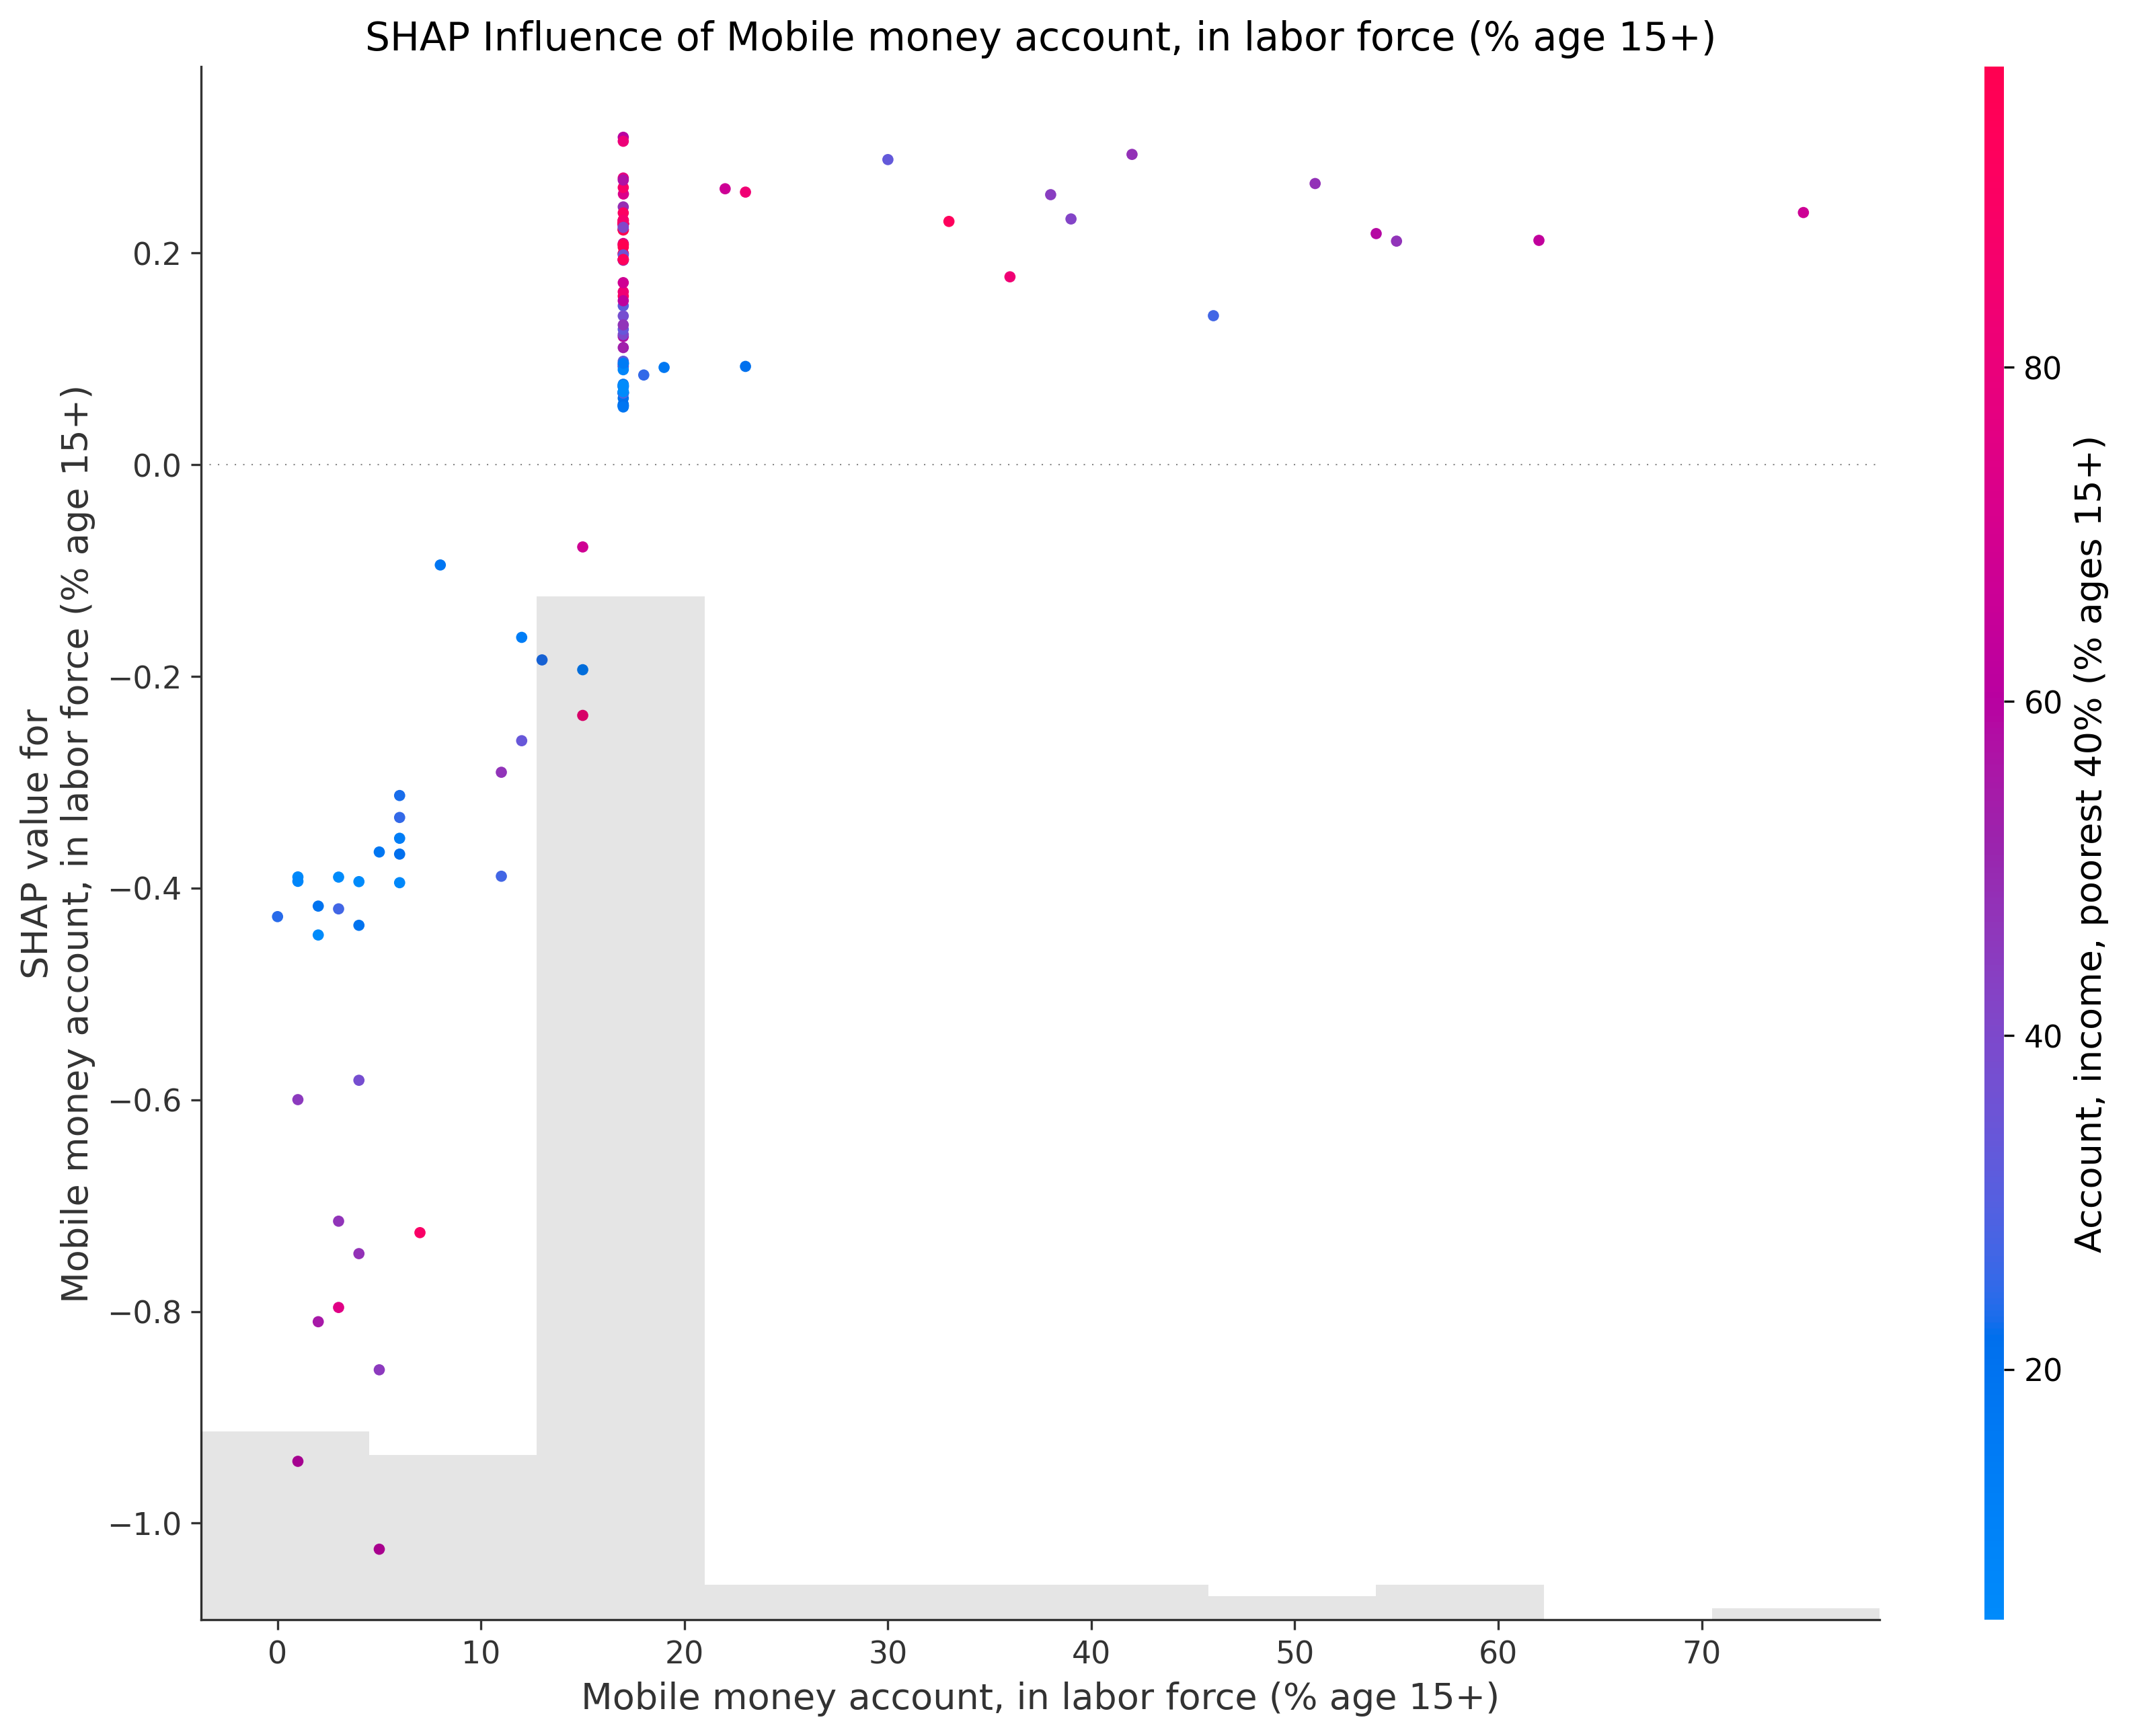 SHAP Influence of Mobile money account, in labor force (% age 15+)
SHAP value for
Mobile money account, in labor force (% age 15+)
0.2
0.0
−0.2
−0.4
−0.6
−0.8
−1.0
0 10 20 30 40 50 60 70
Mobile money account, in labor force (% age 15+)
80
60
40
20
Account, income, poorest 40% (% ages 15+)